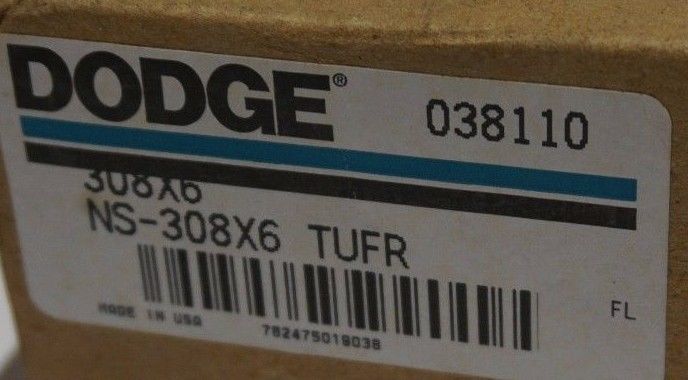 DODGE® 038110
308X6
NS-308X6 TUFR
FL
MADE IN USA
782475019038